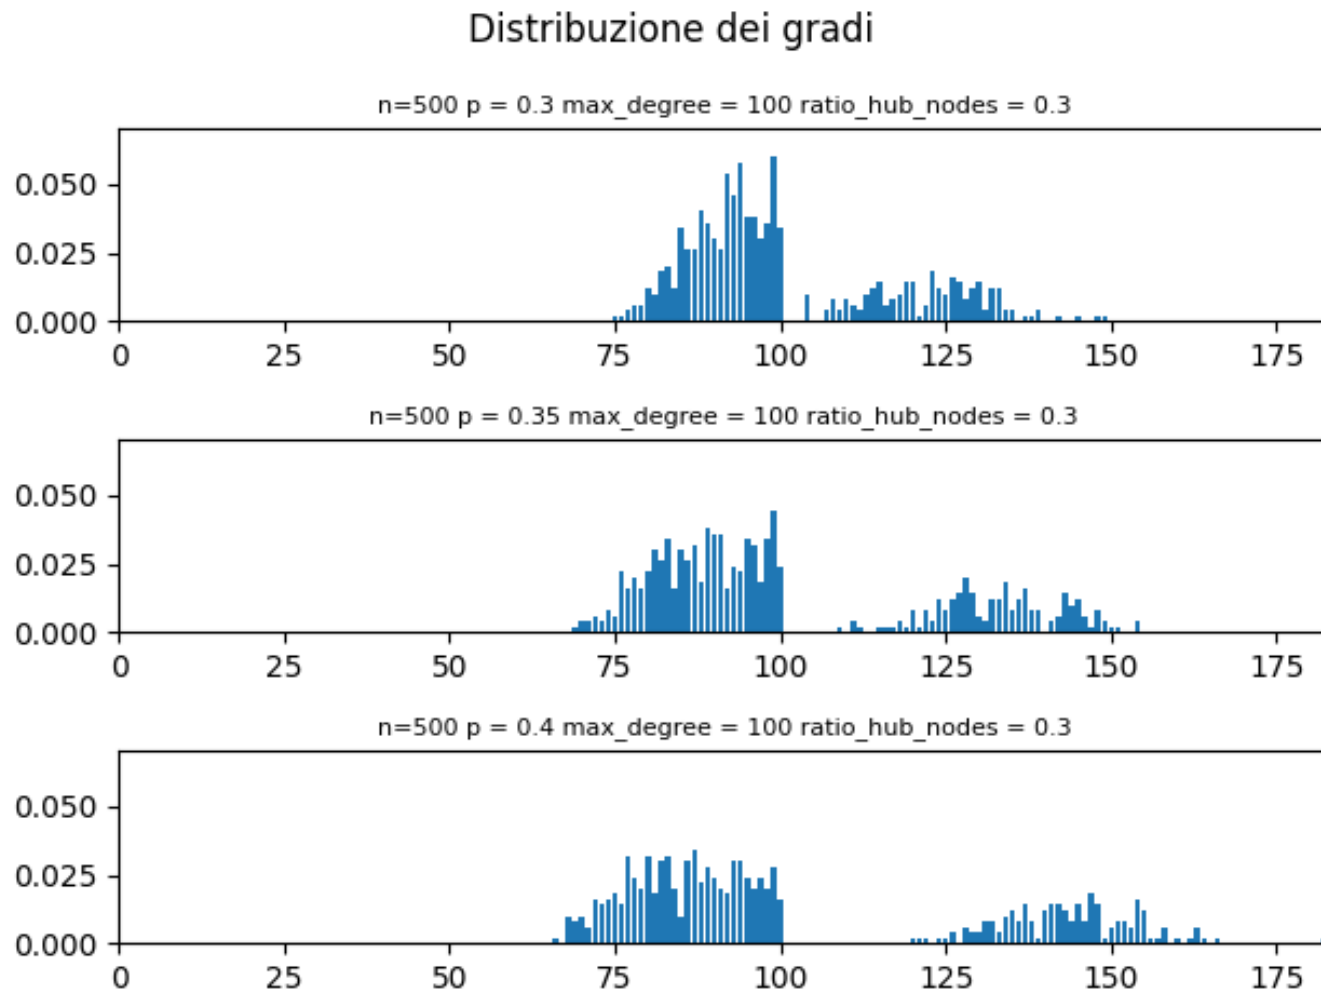 Distribuzione dei gradi
n=500 p = 0.3 max_degree = 100 ratio_hub_nodes = 0.3
0.050
0.025
0.000
0 25 50 75 100 125 150 175
n=500 p = 0.35 max_degree = 100 ratio_hub_nodes = 0.3
0.050
0.025
0.000
0 25 50 75 100 125 150 175
n=500 p = 0.4 max_degree = 100 ratio_hub_nodes = 0.3
0.050
0.025
0.000
0 25 50 75 100 125 150 175